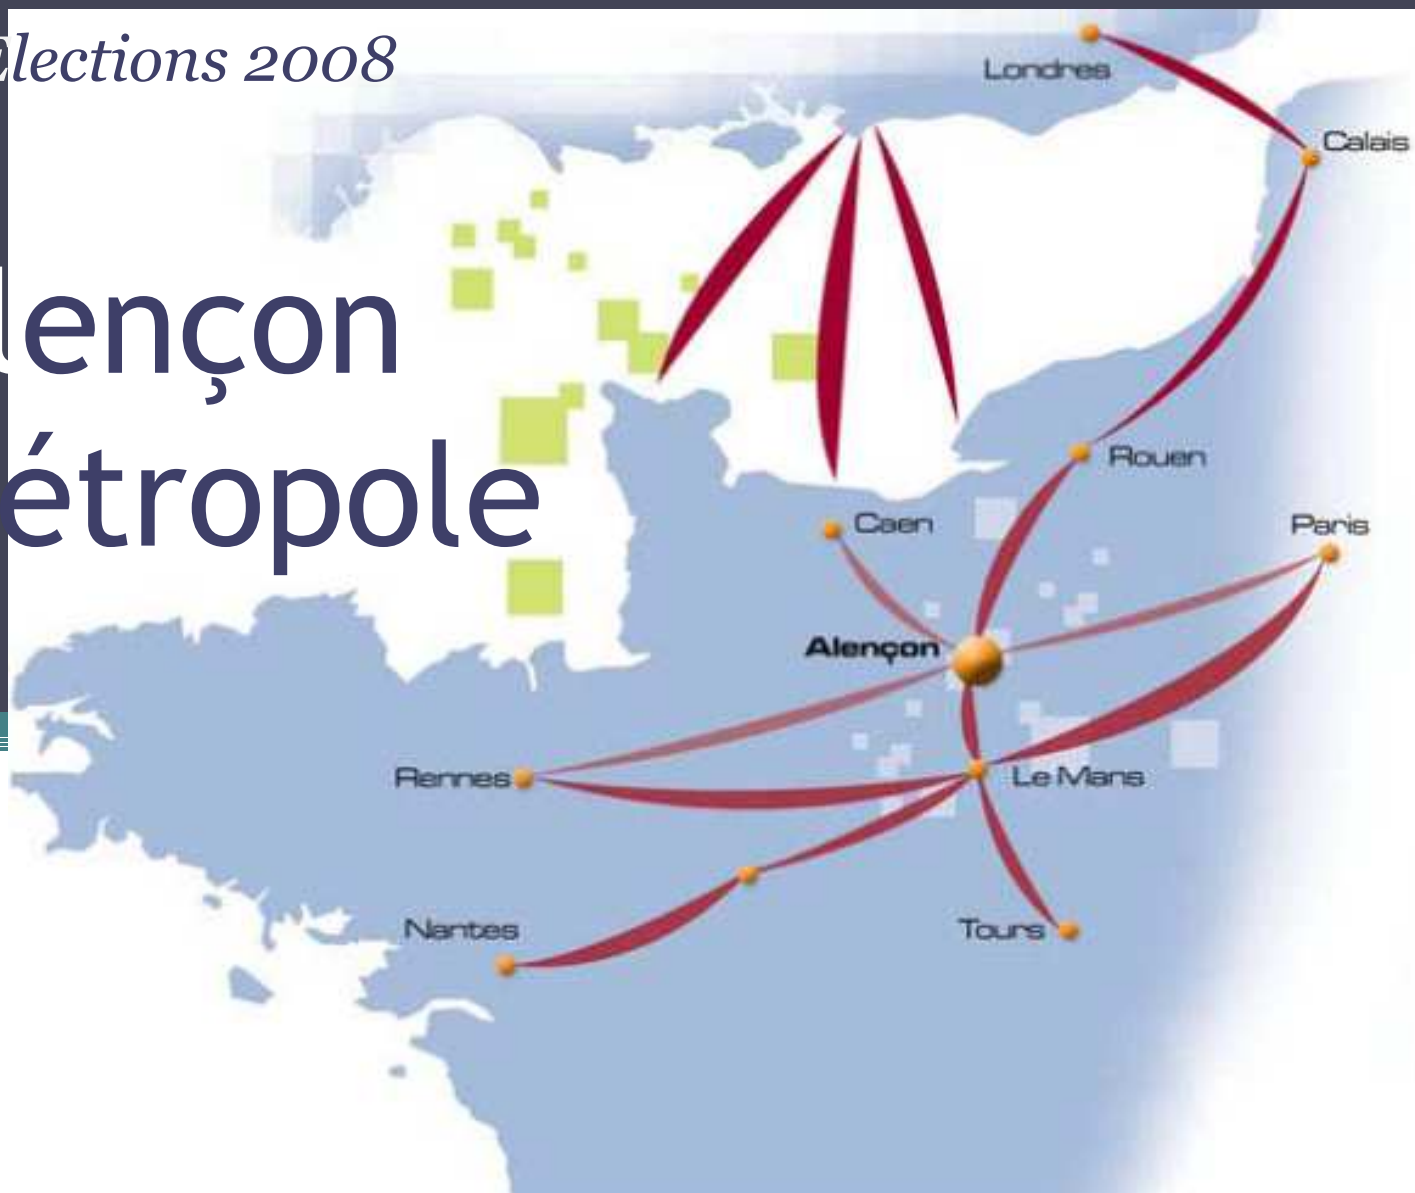 lections 2008
lençon
étropole
Londres
Calais
Rouen
Caen
Paris
Alençon
Rennes
Le Mans
Nantes
Tours